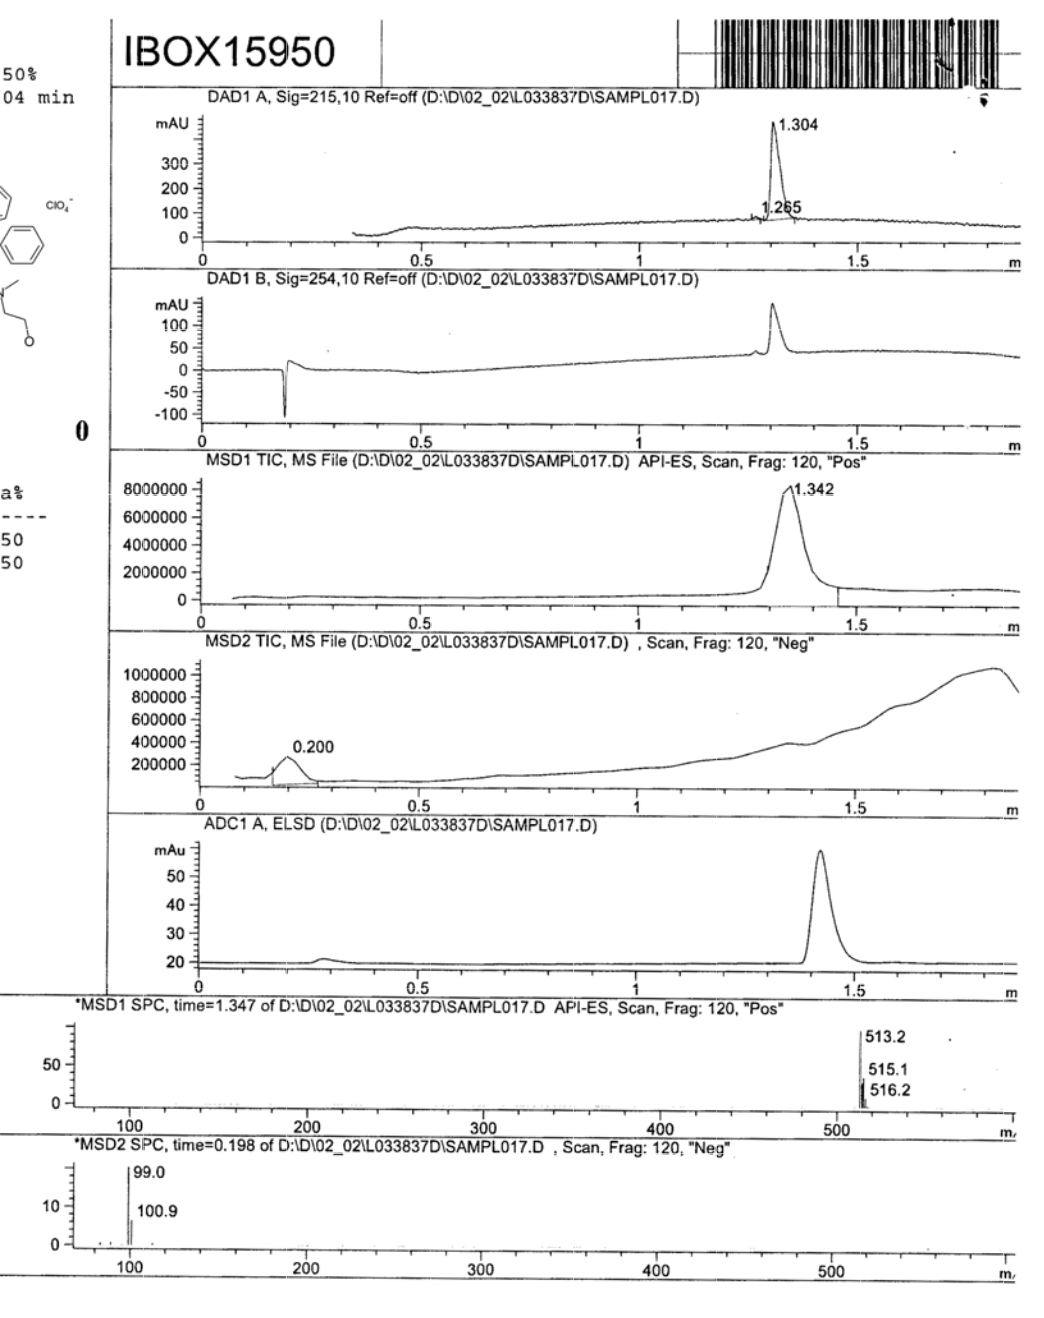 IBOX15950
50%
04 min
DAD1 A, Sig=215,10 Ref=off (D:\D\02_02\L033837D\SAMPL017.D)
mAU
300
200
100
0
1.304
1.265
0 0.5 1 1.5 m
ClO4-
N
O
DAD1 B, Sig=254,10 Ref=off (D:\D\02_02\L033837D\SAMPL017.D)
mAU
100
50
0
-50
-100
0 0.5 1 1.5 m
0
MSD1 TIC, MS File (D:\D\02_02\L033837D\SAMPL017.D) API-ES, Scan, Frag: 120, "Pos"
8000000
6000000
4000000
2000000
0
1.342
0 0.5 1 1.5 m
a%
----
50
50
MSD2 TIC, MS File (D:\D\02_02\L033837D\SAMPL017.D) , Scan, Frag: 120, "Neg"
1000000
800000
600000
400000
200000
0.200
0 0.5 1 1.5 m
ADC1 A, ELSD (D:\D\02_02\L033837D\SAMPL017.D)
mAu
50
40
30
20
0 0.5 1 1.5 m
*MSD1 SPC, time=1.347 of D:\D\02_02\L033837D\SAMPL017.D API-ES, Scan, Frag: 120, "Pos"
50
0
513.2
515.1
516.2
100 200 300 400 500 m/
*MSD2 SPC, time=0.198 of D:\D\02_02\L033837D\SAMPL017.D , Scan, Frag: 120, "Neg"
10
0
99.0
100.9
100 200 300 400 500 m/